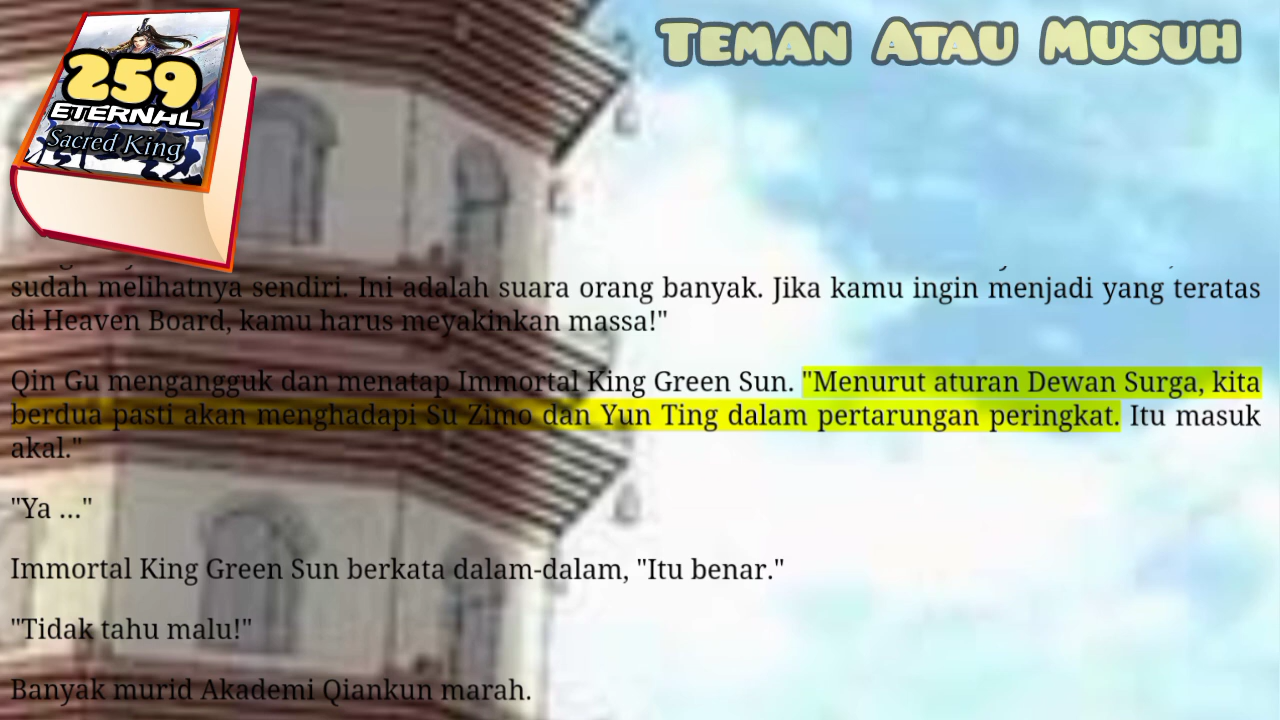 Teman Atau Musuh
259
ETERNAL
Sacred King
sudah melihatnya sendiri. Ini adalah suara orang banyak. Jika kamu ingin menjadi yang teratas
di Heaven Board, kamu harus meyakinkan massa!"
Qin Gu mengangguk dan menatap Immortal King Green Sun. "Menurut aturan Dewan Surga, kita
berdua pasti akan menghadapi Su Zimo dan Yun Ting dalam pertarungan peringkat. Itu masuk
akal."
"Ya ..."
Immortal King Green Sun berkata dalam-dalam, "Itu benar."
"Tidak tahu malu!"
Banyak murid Akademi Qiankun marah.